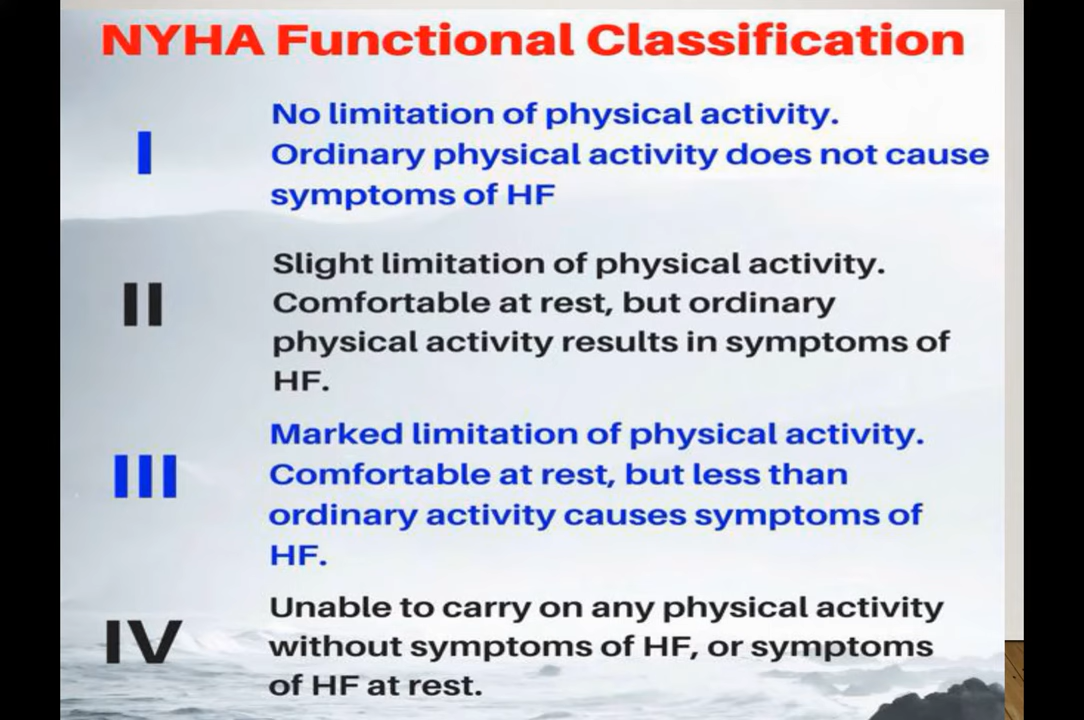 NYHA Functional Classification
I
No limitation of physical activity.
Ordinary physical activity does not cause
symptoms of HF
II
Slight limitation of physical activity.
Comfortable at rest, but ordinary
physical activity results in symptoms of
HF.
III
Marked limitation of physical activity.
Comfortable at rest, but less than
ordinary activity causes symptoms of
HF.
IV
Unable to carry on any physical activity
without symptoms of HF, or symptoms
of HF at rest.